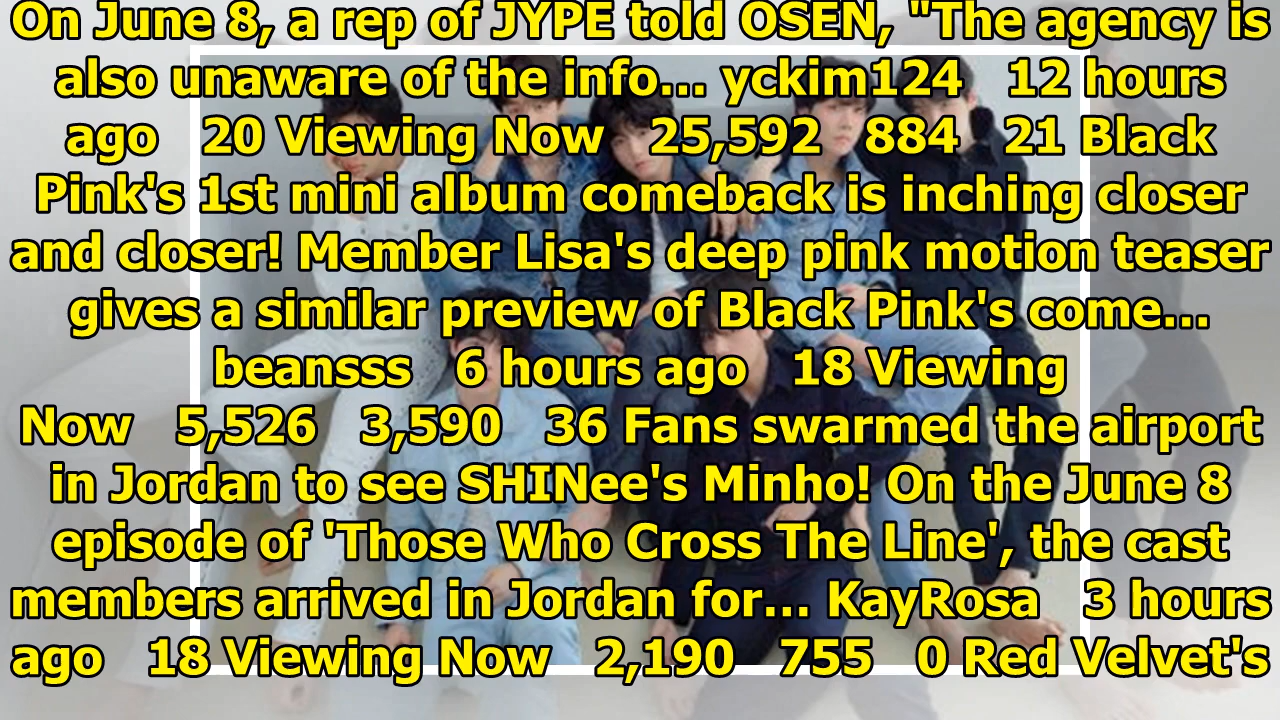 On June 8, a rep of JYPE told OSEN, "The agency is
also unaware of the info... yckim124   12 hours
ago   20 Viewing Now   25,592   884   21 Black
Pink's 1st mini album comeback is inching closer
and closer! Member Lisa's deep pink motion teaser
gives a similar preview of Black Pink's come...
beansss   6 hours ago   18 Viewing
Now   5,526   3,590   36 Fans swarmed the airport
in Jordan to see SHINee's Minho! On the June 8
episode of 'Those Who Cross The Line', the cast
members arrived in Jordan for... KayRosa   3 hours
ago   18 Viewing Now   2,190   755   0 Red Velvet's